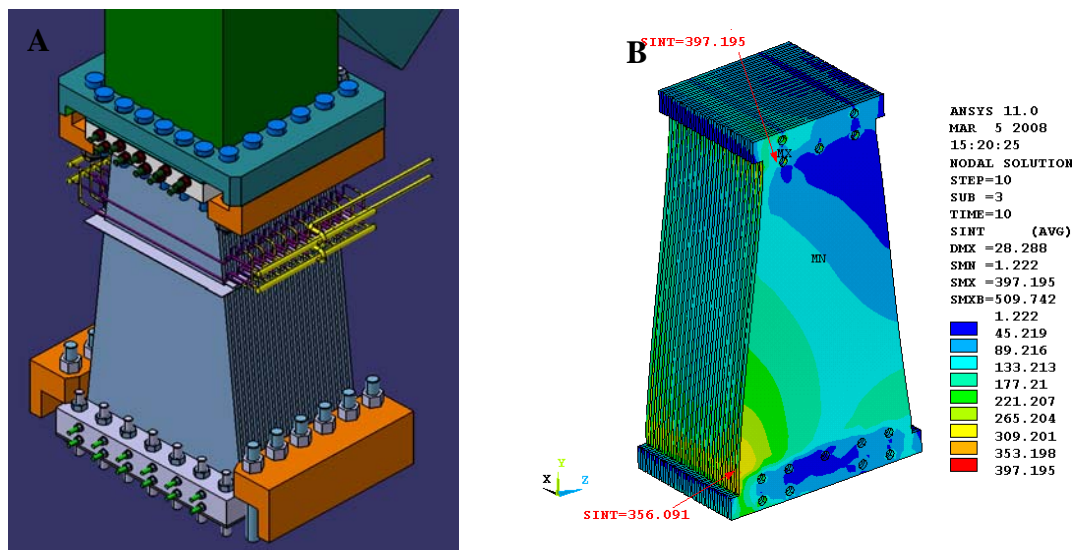 A
B
SINT=397.195
MX
MN
SINT=356.091
Y
X
Z
ANSYS 11.0
MAR 5 2008
15:20:25
NODAL SOLUTION
STEP=10
SUB =3
TIME=10
SINT (AVG)
DMX =28.288
SMN =1.222
SMX =397.195
SMXB=509.742
1.222
45.219
89.216
133.213
177.21
221.207
265.204
309.201
353.198
397.195